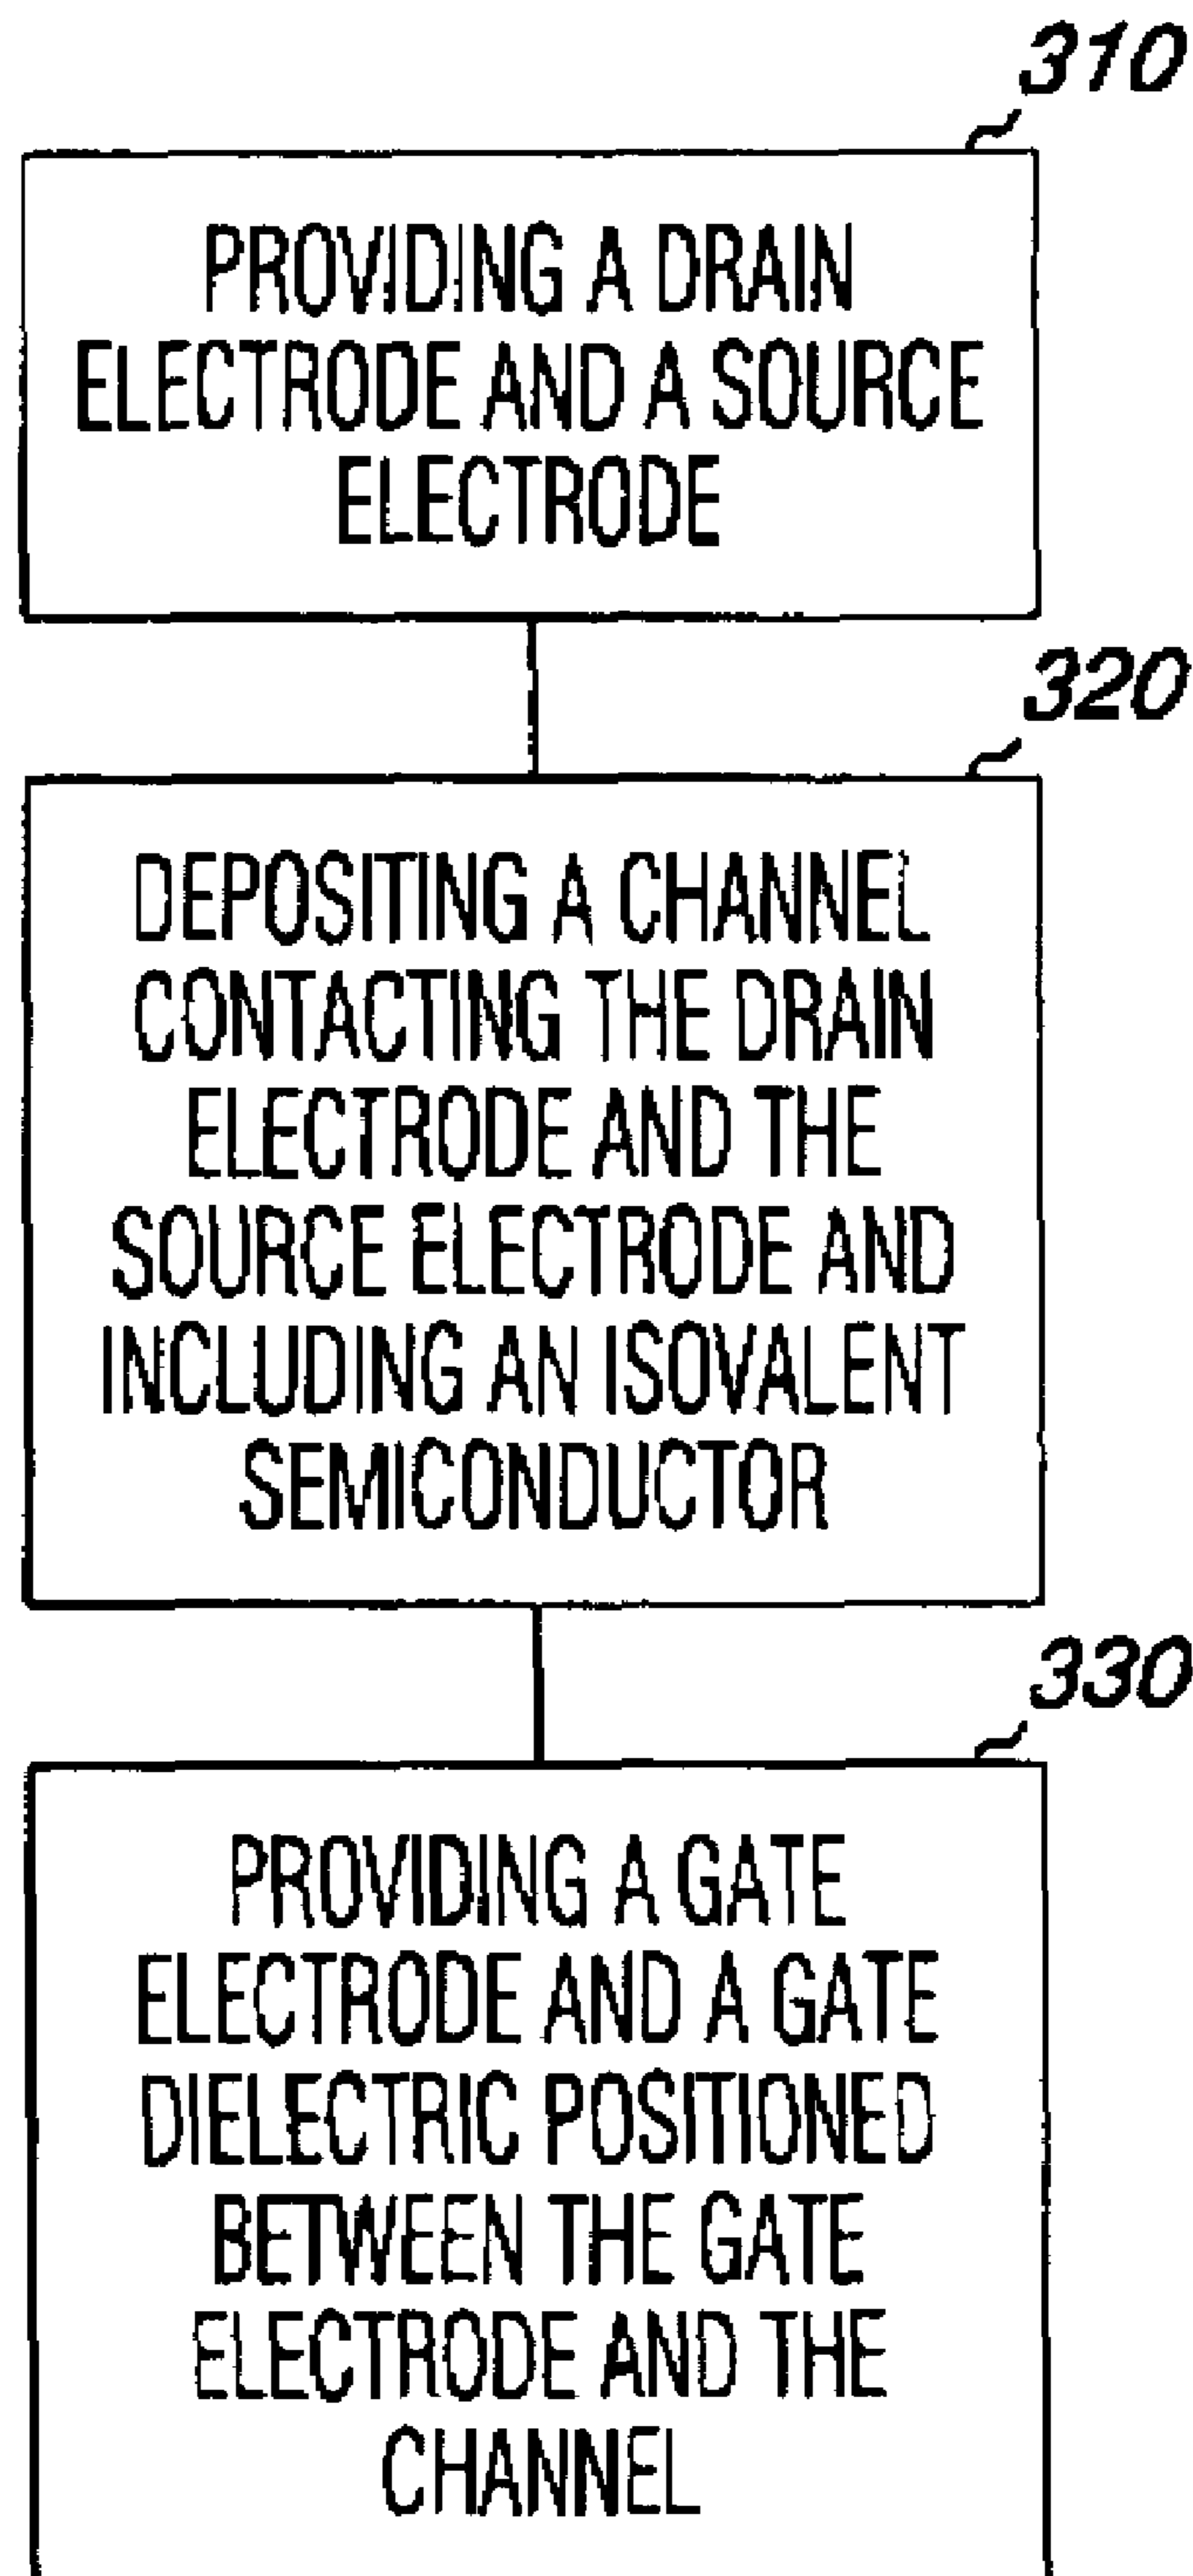 310
PROVIDING A DRAIN
ELECTRODE AND A SOURCE
ELECTRODE
320
DEPOSITING A CHANNEL
CONTACTING THE DRAIN
ELECTRODE AND THE
SOURCE ELECTRODE AND
INCLUDING AN ISOVALENT
SEMICONDUCTOR
330
PROVIDING A GATE
ELECTRODE AND A GATE
DIELECTRIC POSITIONED
BETWEEN THE GATE
ELECTRODE AND THE
CHANNEL